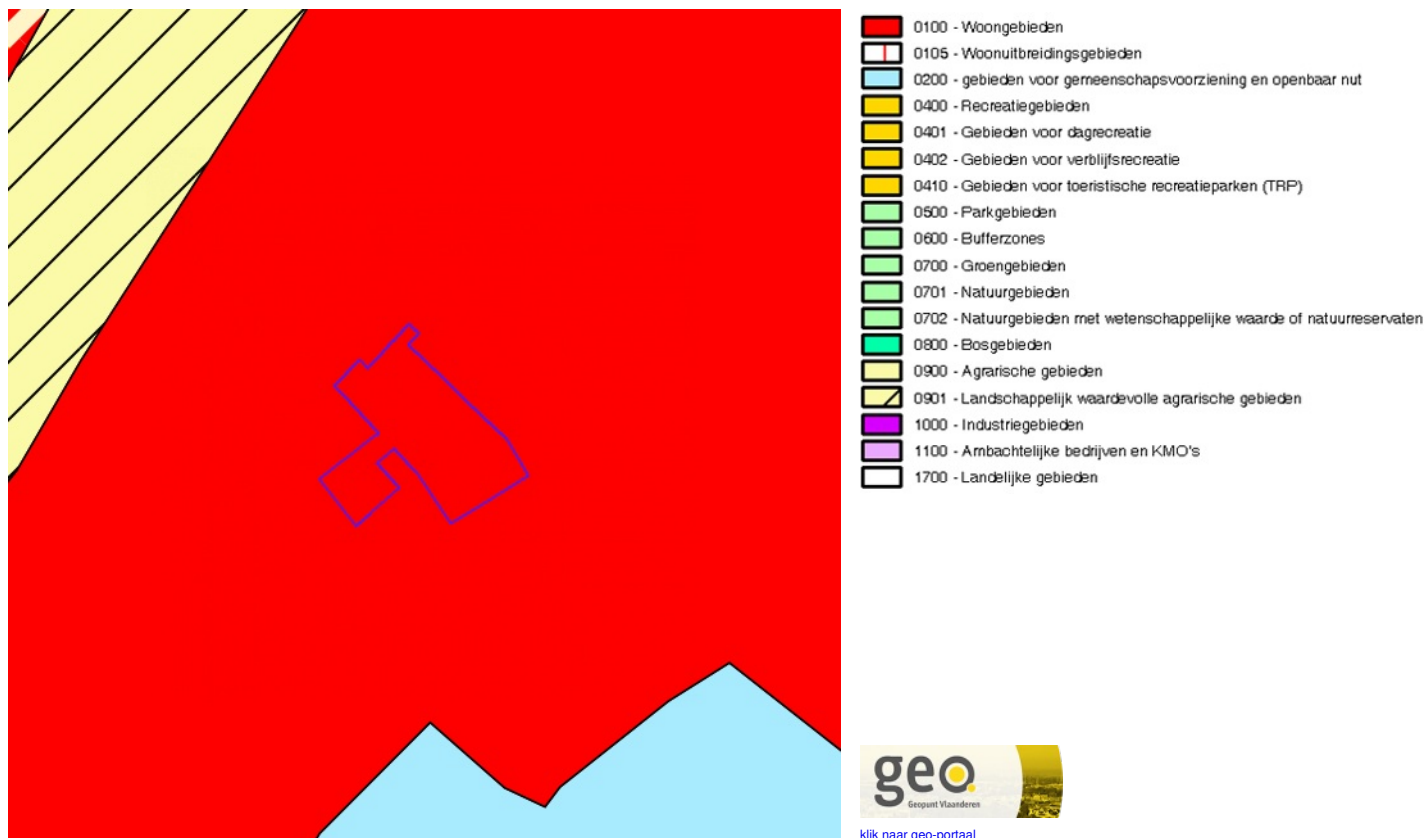 0100 - Woongebieden
0105 - Woonuitbreidingsgebieden
0200 - gebieden voor gemeenschapsvoorziening en openbaar nut
0400 - Recreatiegebieden
0401 - Gebieden voor dagrecreatie
0402 - Gebieden voor verblijfsrecreatie
0410 - Gebieden voor toeristische recreatieparken (TRP)
0500 - Parkgebieden
0600 - Bufferzones
0700 - Groengebieden
0701 - Natuurgebieden
0702 - Natuurgebieden met wetenschappelijke waarde of natuurreservaten
0800 - Bosgebieden
0900 - Agrarische gebieden
0901 - Landschappelijk waardevolle agrarische gebieden
1000 - Industriegebieden
1100 - Ambachtelijke bedrijven en KMO's
1700 - Landelijke gebieden
geo
Geopunt Vlaanderen
klik naar geo-portaal